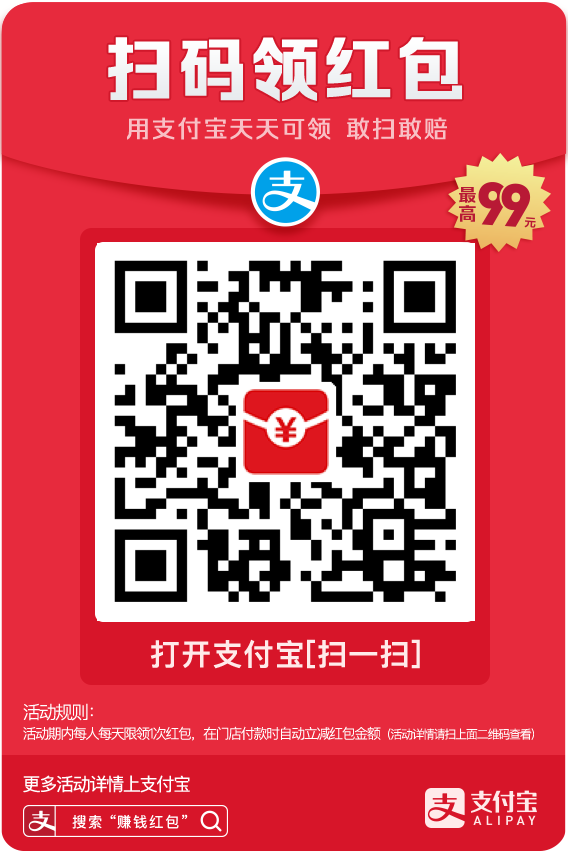 扫码领红包
用支付宝天天可领 敢扫敢赔
支
最高99元
¥
打开支付宝[扫一扫]
活动规则：
活动期内每人每天限领1次红包，在门店付款时自动立减红包金额（活动详情请扫上面二维码查看）
更多活动详情上支付宝
支 搜索“赚钱红包”
支 支付宝
ALIPAY